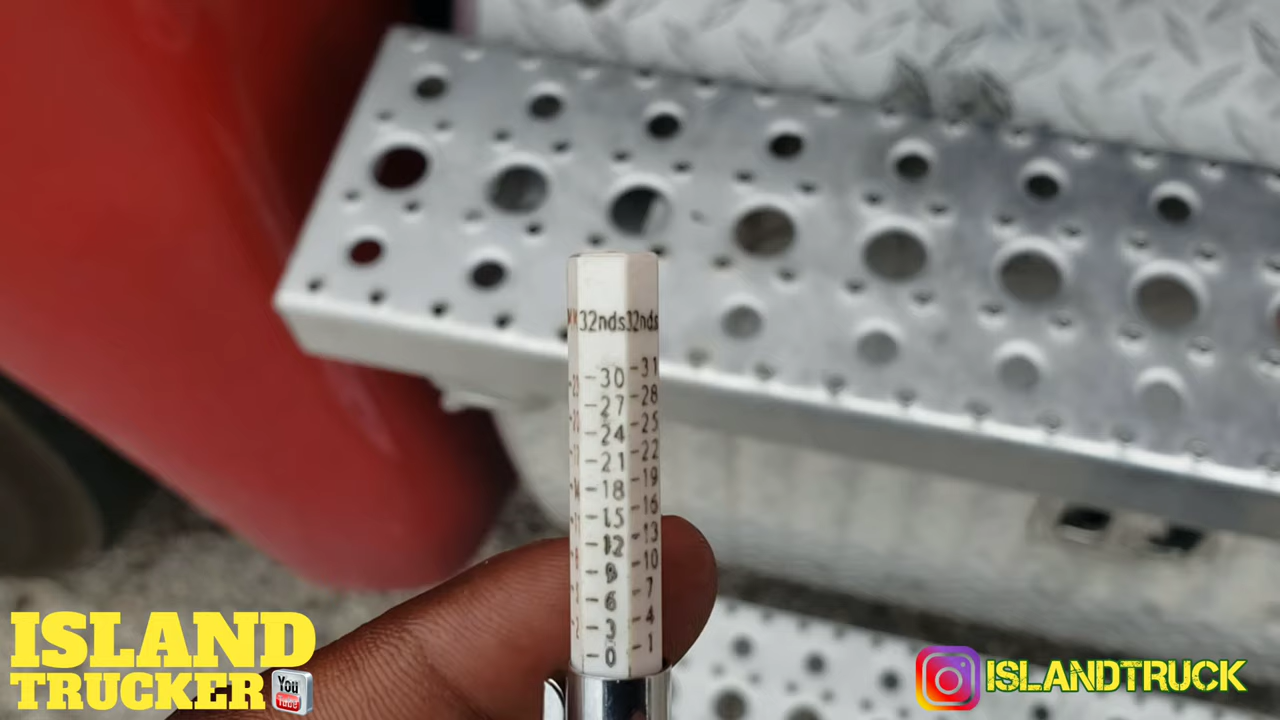 32nds 32nds
-30 -31
-27 -28
-24 -25
-21 -22
-18 -19
-15 -16
-12 -13
-9 -10
-6 -7
-3 -4
-0 -1
ISLAND
TRUCKER You
Tube
ISLANDTRUCK